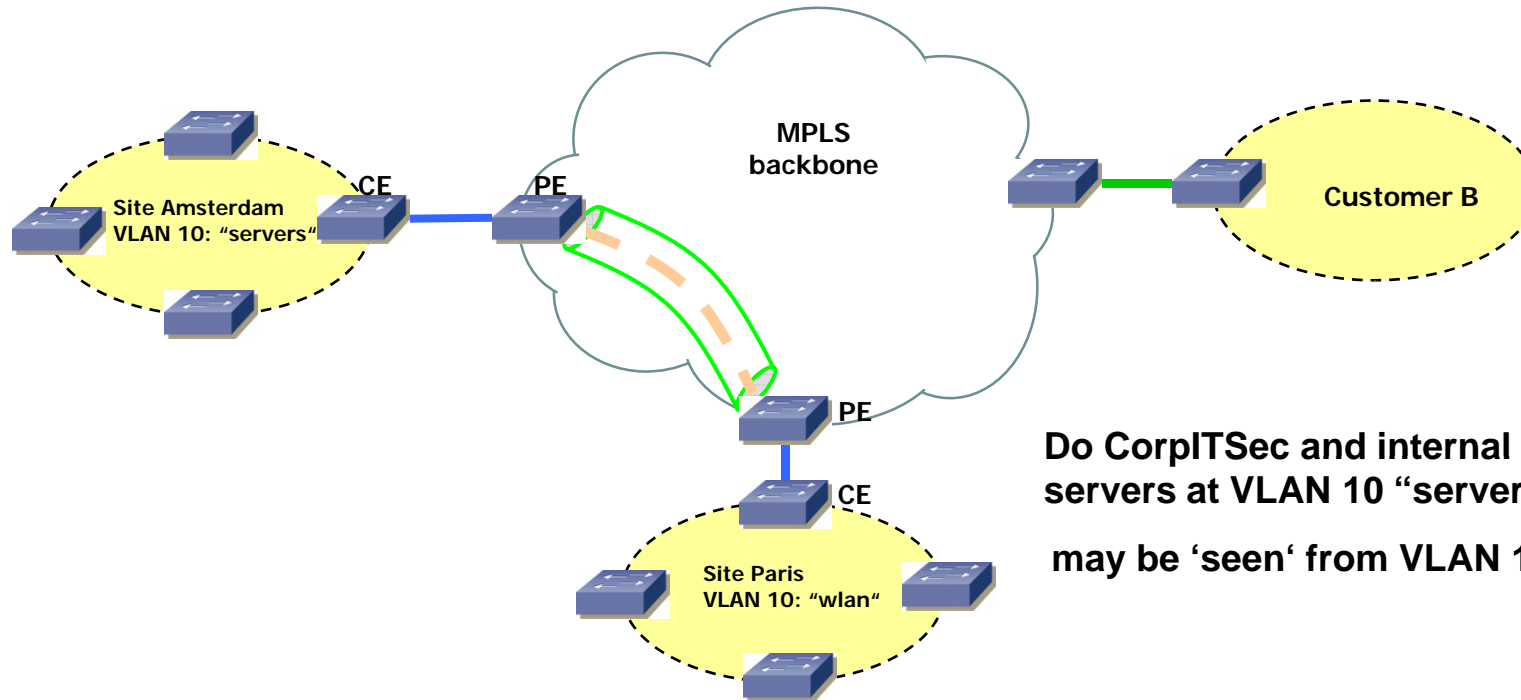 MPLS
backbone
CE
PE
Site Amsterdam
VLAN 10: “servers“
Customer B
PE
CE
Do CorpITSec and internal
servers at VLAN 10 “server
may be ‘seen‘ from VLAN 1
Site Paris
VLAN 10: “wlan“